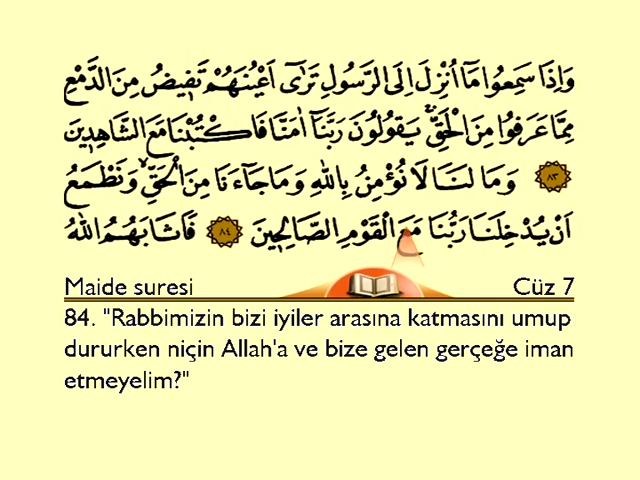 وَاِذَا سَمِعُوا مَٓا اُنْزِلَ اِلَى الرَّسُولِ تَرٰٓى اَعْيُنَهُمْ تَفِيضُ مِنَ الدَّمْعِ
مِمَّا عَرَفُوا مِنَ الْحَقِّۚ يَقُولُونَ رَبَّنَٓا اٰمَنَّا فَاكْتُبْنَا مَعَ الشَّاهِدِينَ
٨٣ وَمَا لَنَا لَا نُؤْمِنُ بِاللّٰهِ وَمَا جَٓاءَنَا مِنَ الْحَقِّۙ وَنَطْمَعُ
اَنْ يُدْخِلَنَا رَبُّنَا مَعَ الْقَوْمِ الصَّالِحِينَ ٨٤ فَاَثَابَهُمُ اللّٰهُ
Maide suresi Cüz 7
84. "Rabbimizin bizi iyiler arasına katmasını umup
dururken niçin Allah'a ve bize gelen gerçeğe iman
etmeyelim?"